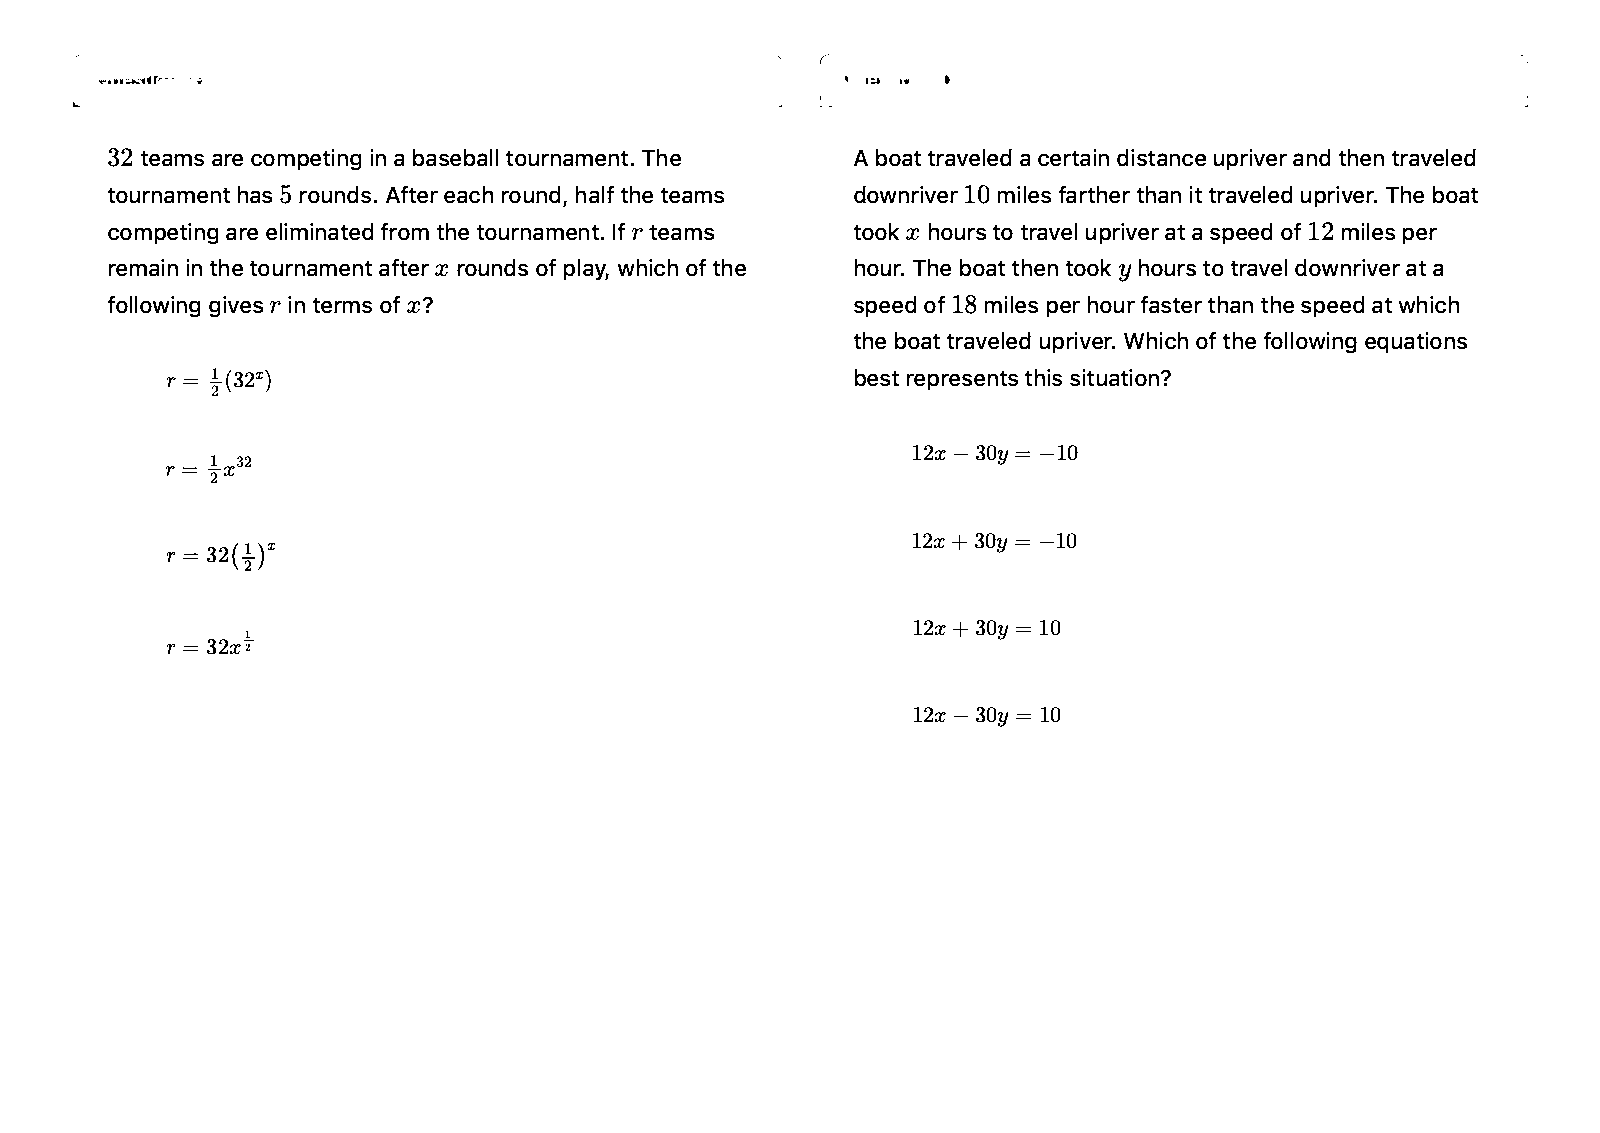 32 teams are competing in a baseball tournament. The
tournament has 5 rounds. After each round, half the teams
competing are eliminated from the tournament. If r teams
remain in the tournament after x rounds of play, which of the
following gives r in terms of x?
r = 1/2(32^x)
r = 1/2x^32
r = 32(1/2)^x
r = 32x^1/2
A boat traveled a certain distance upriver and then traveled
downriver 10 miles farther than it traveled upriver. The boat
took x hours to travel upriver at a speed of 12 miles per
hour. The boat then took y hours to travel downriver at a
speed of 18 miles per hour faster than the speed at which
the boat traveled upriver. Which of the following equations
best represents this situation?
12x − 30y = −10
12x + 30y = −10
12x + 30y = 10
12x − 30y = 10